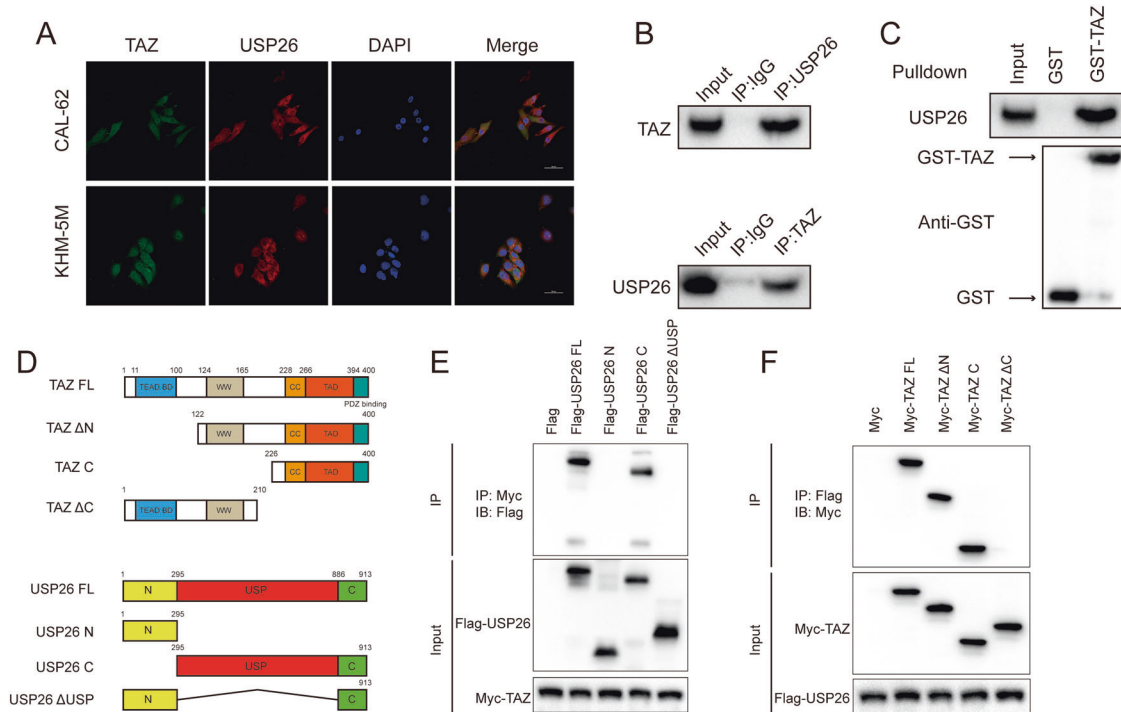 A
TAZ USP26 DAPI Merge
CAL-62
KHM-5M
B
Input IP:IgG IP:USP26
TAZ
Input IP:IgG IP:TAZ
USP26
C
Pulldown Input GST GST-TAZ
USP26
GST-TAZ
Anti-GST
GST
D
1 11 100 124 165 228 266 394 400
TAZ FL TEAD BD WW CC TAD
PDZ binding
122 400
TAZ ΔN WW CC TAD
226 400
TAZ C CC TAD
1 210
TAZ ΔC TEAD BD WW
1 295 886 913
USP26 FL N USP C
1 295
USP26 N N
295 913
USP26 C USP C
913
USP26 ΔUSP N C
E
Flag Flag-USP26 FL Flag-USP26 N Flag-USP26 C Flag-USP26 ΔUSP
IP
IP: Myc
IB: Flag
Input
Flag-USP26
Myc-TAZ
F
Myc Myc-TAZ FL Myc-TAZ ΔN Myc-TAZ C Myc-TAZ ΔC
IP
IP: Flag
IB: Myc
Input
Myc-TAZ
Flag-USP26